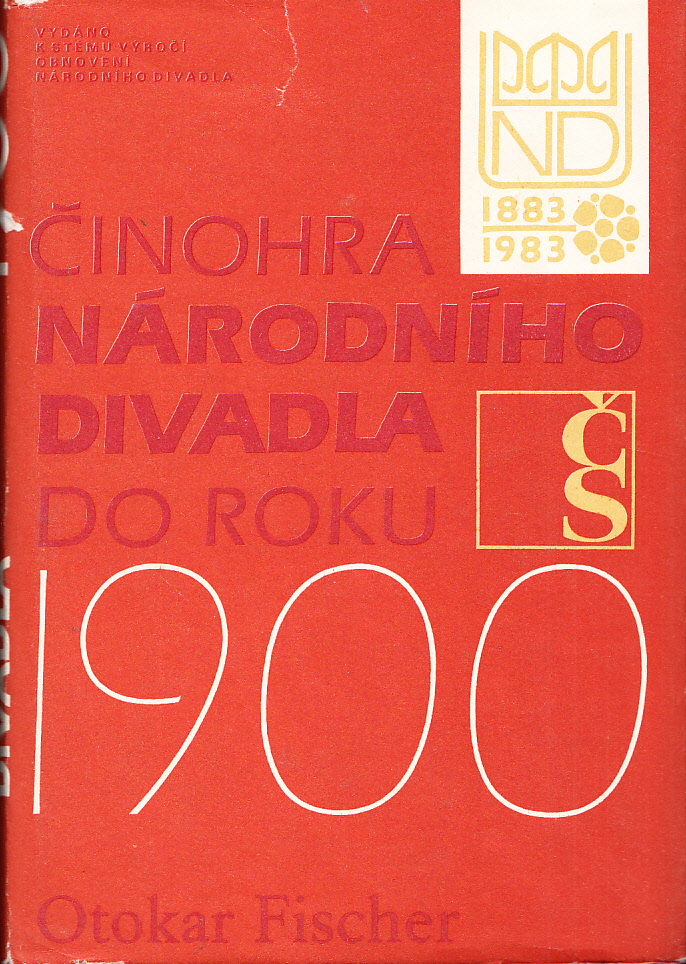 VYDÁNO
K STÉMU VÝROČÍ
OBNOVENÍ
NÁRODNÍHO DIVADLA
ND
1883
1983
ČINOHRA
NÁRODNÍHO
DIVADLA
ČS
DO ROKU
1900
Otokar Fischer
DIVADLA